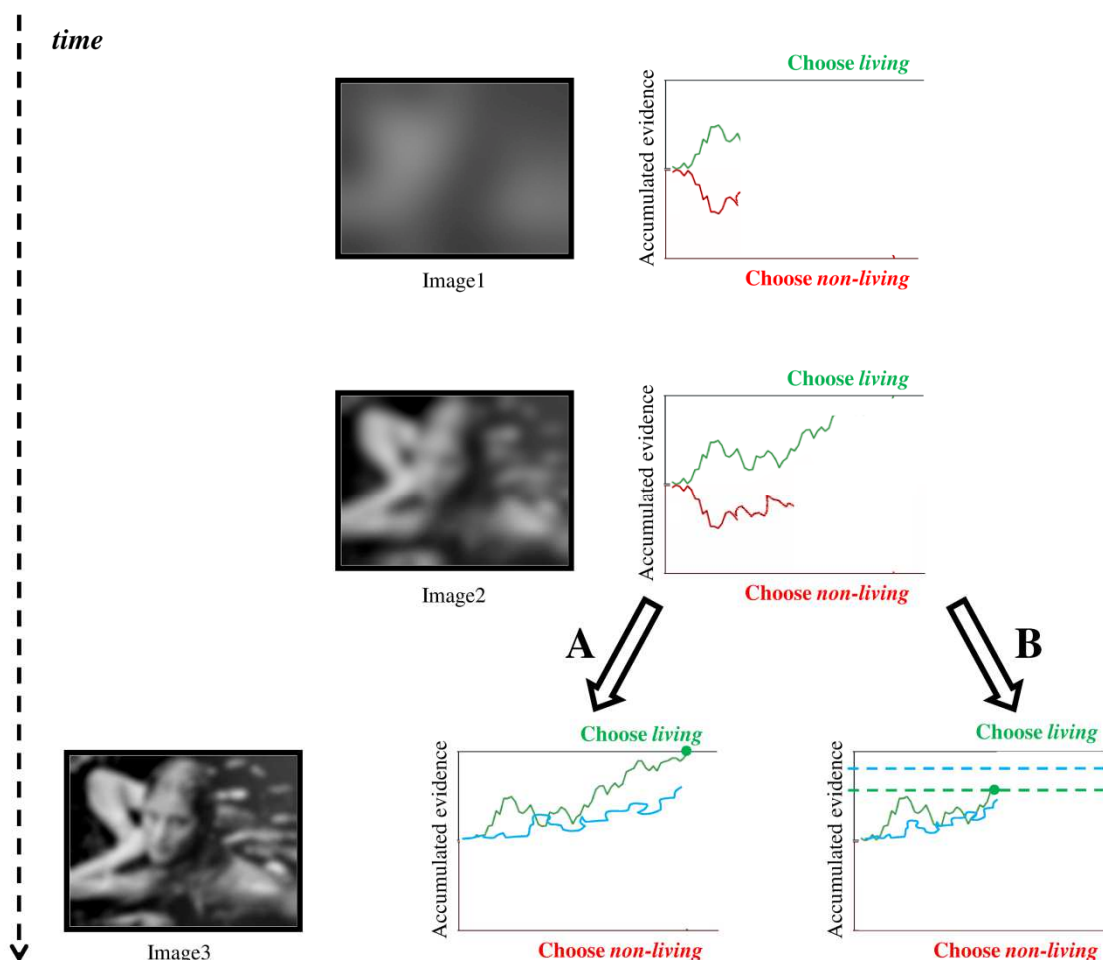 time
Choose living
Accumulated evidence
Image1
Choose non-living
Choose living
Accumulated evidence
Image2
Choose non-living
A
B
Choose living
Choose living
Accumulated evidence
Accumulated evidence
Image3
Choose non-living
Choose non-living